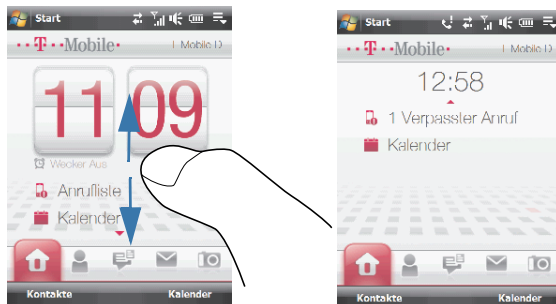 Start
··T··Mobile·
T-Mobile D
11 09
Wecker Aus
Anrufliste
Kalender
Kontakte Kalender
Start
··T··Mobile·
T-Mobile D
12:58
1 Verpasster Anruf
Kalender
Kontakte Kalender